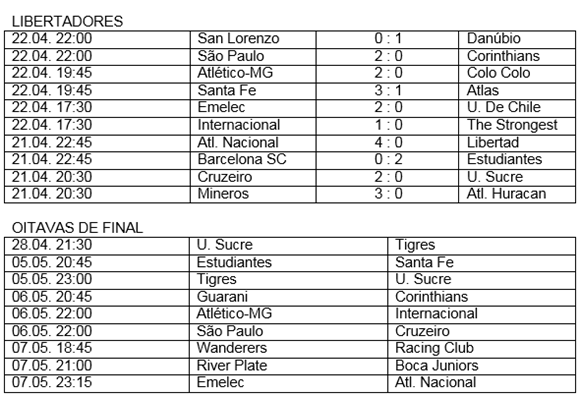 LIBERTADORES
22.04. 22:00 San Lorenzo 0 : 1 Danúbio
22.04. 22:00 São Paulo 2 : 0 Corinthians
22.04. 19:45 Atlético-MG 2 : 0 Colo Colo
22.04. 19:45 Santa Fe 3 : 1 Atlas
22.04. 17:30 Emelec 2 : 0 U. De Chile
22.04. 17:30 Internacional 1 : 0 The Strongest
21.04. 22:45 Atl. Nacional 4 : 0 Libertad
21.04. 22:45 Barcelona SC 0 : 2 Estudiantes
21.04. 20:30 Cruzeiro 2 : 0 U. Sucre
21.04. 20:30 Mineros 3 : 0 Atl. Huracan
OITAVAS DE FINAL
28.04. 21:30 U. Sucre Tigres
05.05. 20:45 Estudiantes Santa Fe
05.05. 23:00 Tigres U. Sucre
06.05. 20:45 Guarani Corinthians
06.05. 22:00 Atlético-MG Internacional
06.05. 22:00 São Paulo Cruzeiro
07.05. 18:45 Wanderers Racing Club
07.05. 21:00 River Plate Boca Juniors
07.05. 23:15 Emelec Atl. Nacional